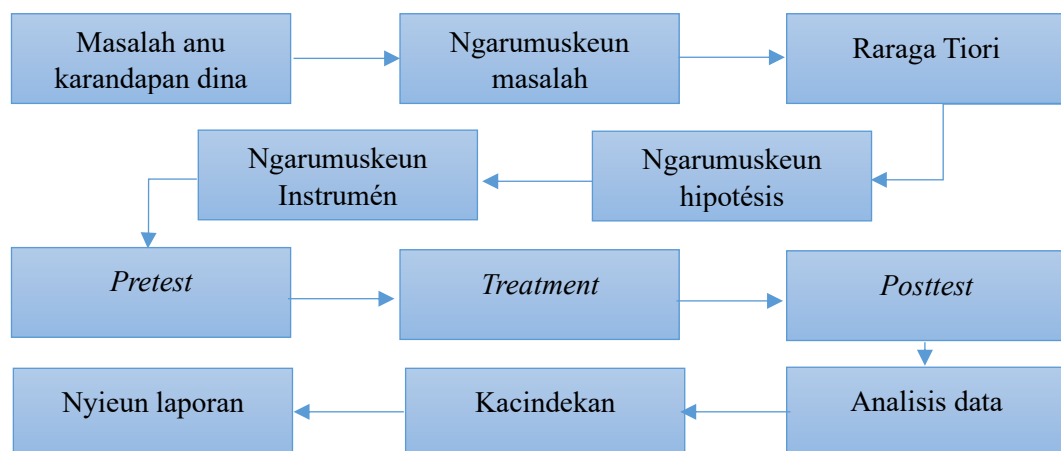 Masalah anu
karandapan dina
Ngarumuskeun
masalah
Raraga Tiori
Ngarumuskeun
hipotésis
Ngarumuskeun
Instrumén
Pretest
Treatment
Posttest
Analisis data
Kacindekan
Nyieun laporan